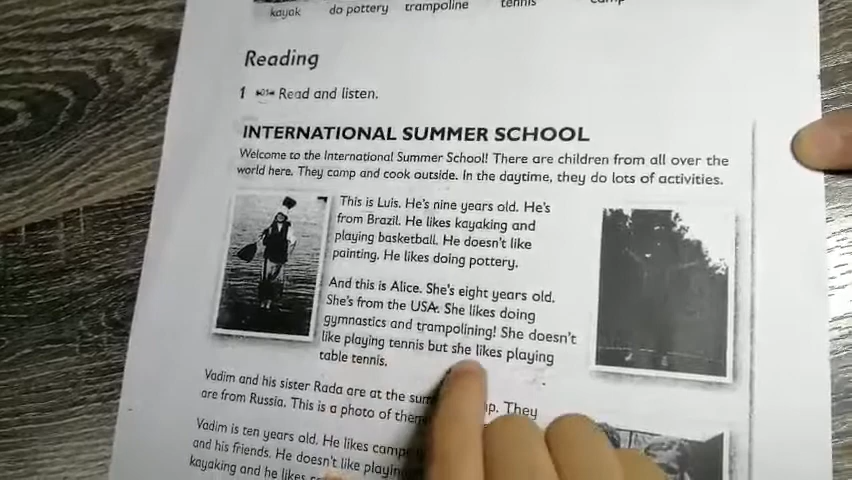 kayak do pottery trampoline tennis camp
Reading
1 Read and listen.
INTERNATIONAL SUMMER SCHOOL
Welcome to the International Summer School! There are children from all over the
world here. They camp and cook outside. In the daytime, they do lots of activities.
This is Luis. He's nine years old. He's
from Brazil. He likes kayaking and
playing basketball. He doesn't like
painting. He likes doing pottery.
And this is Alice. She's eight years old.
She's from the USA. She likes doing
gymnastics and trampolining! She doesn't
like playing tennis but she likes playing
table tennis.
Vadim and his sister Rada are at the They
are from Russia. This is a photo of
Vadim is ten years old. He likes
and his friends. He doesn't like
kayaking and he likes